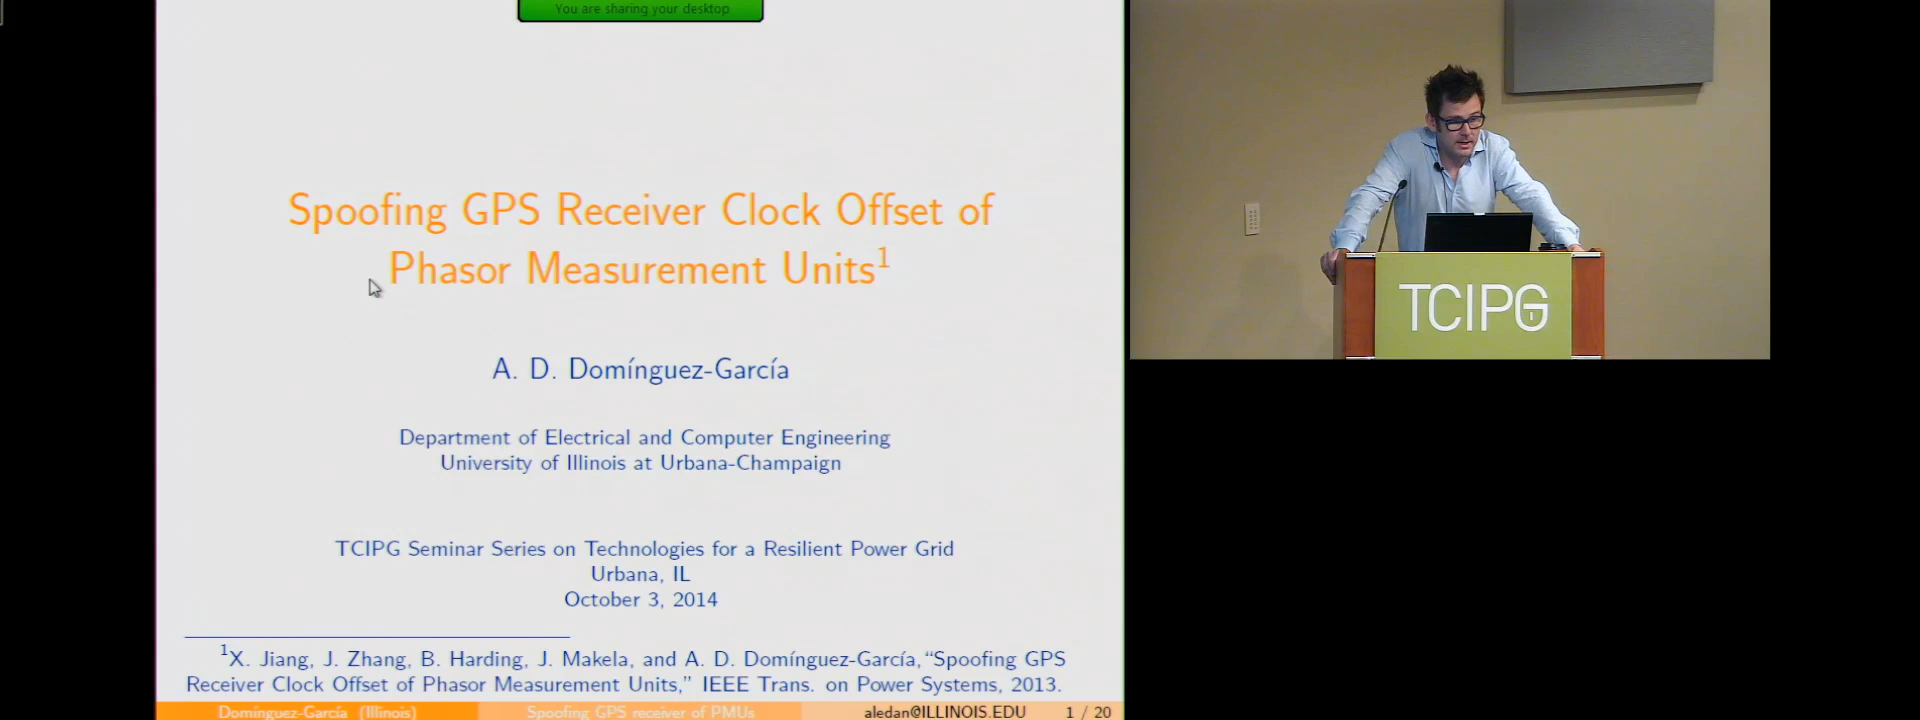 You are sharing your desktop
Spoofing GPS Receiver Clock Offset of
Phasor Measurement Units¹
A. D. Domínguez-García
Department of Electrical and Computer Engineering
University of Illinois at Urbana-Champaign
TCIPG Seminar Series on Technologies for a Resilient Power Grid
Urbana, IL
October 3, 2014
¹X. Jiang, J. Zhang, B. Harding, J. Makela, and A. D. Domínguez-García, “Spoofing GPS
Receiver Clock Offset of Phasor Measurement Units,” IEEE Trans. on Power Systems, 2013.
Domínguez-García (Illinois) Spoofing GPS receiver of PMUs aledan@ILLINOIS.EDU 1 / 20
TCIPG